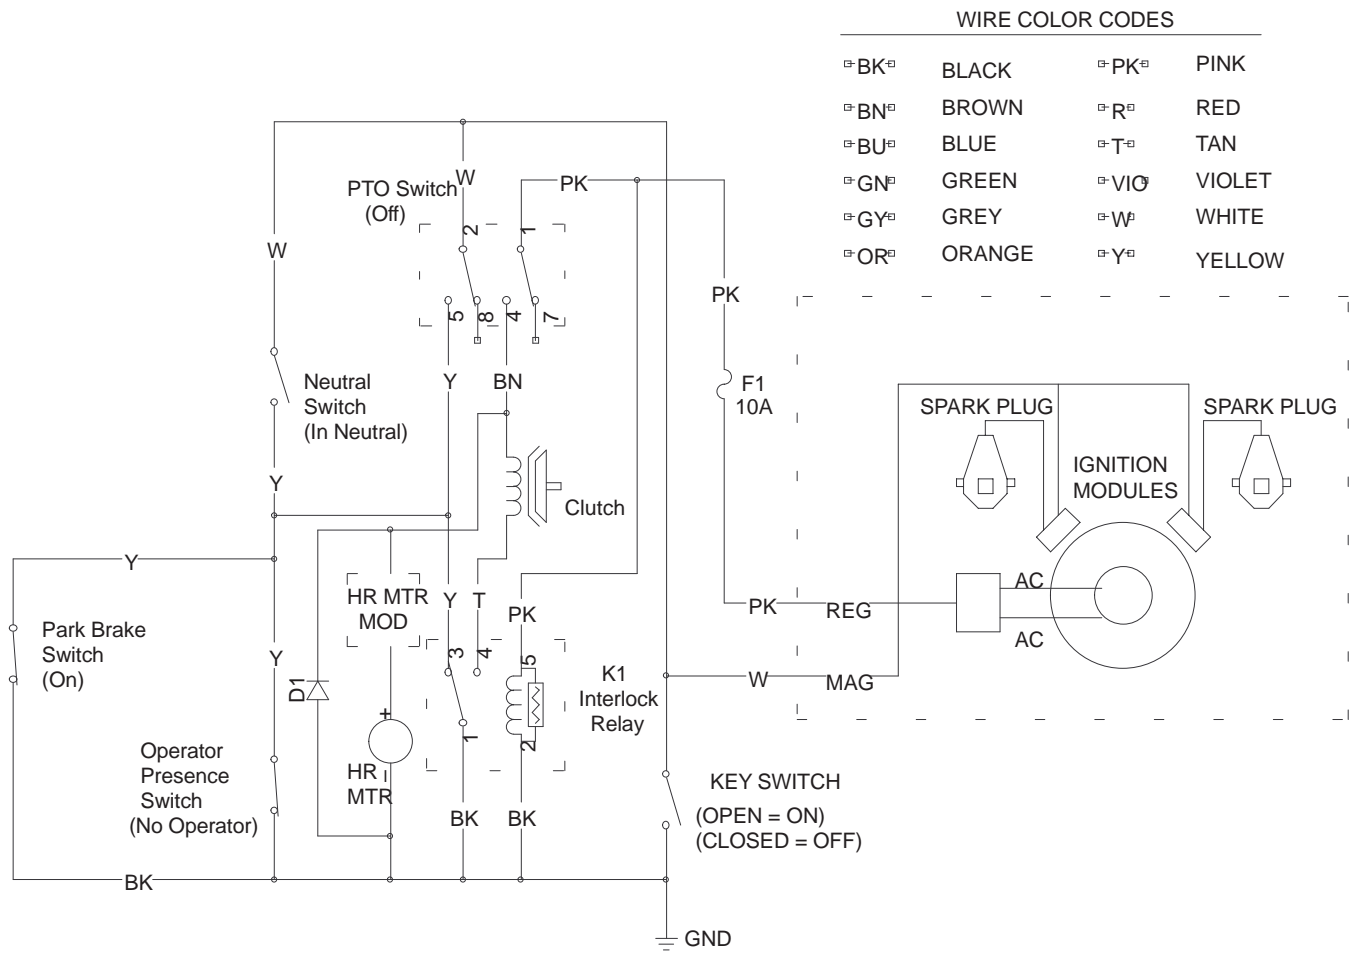 WIRE COLOR CODES
BK BLACK PK PINK
BN BROWN R RED
BU BLUE T TAN
GN GREEN VIO VIOLET
GY GREY W WHITE
OR ORANGE Y YELLOW
PTO Switch
(Off)
W
PK
2
1
W
PK
5
8
4
7
Y
BN
Neutral
Switch
(In Neutral)
F1
10A
SPARK PLUG
SPARK PLUG
IGNITION
MODULES
Y
Clutch
Y
HR MTR
MOD
Y
T
PK
AC
AC
PK
REG
Park Brake
Switch
(On)
Y
3
4
5
K1
Interlock
Relay
W
MAG
D1
+
–
1
2
HR
MTR
Operator
Presence
Switch
(No Operator)
KEY SWITCH
(OPEN = ON)
(CLOSED = OFF)
BK
BK
BK
GND